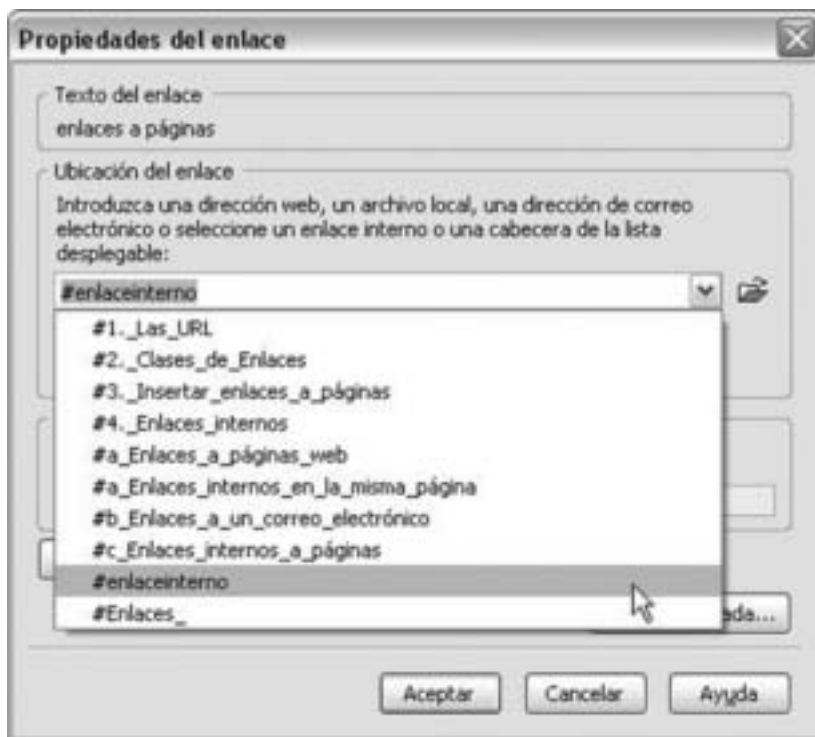 Propiedades del enlace
Texto del enlace
enlaces a páginas
Ubicación del enlace
Introduzca una dirección web, un archivo local, una dirección de correo
electrónico o seleccione un enlace interno o una cabecera de la lista
desplegable:
#enlaceinterno
#1._Las_URL
#2._Clases_de_Enlaces
#3._Insertar_enlaces_a_páginas
#4._Enlaces_internos
#a_Enlaces_a_páginas_web
#a_Enlaces_internos_en_la_misma_página
#b_Enlaces_a_un_correo_electrónico
#c_Enlaces_internos_a_páginas
#enlaceinterno
#Enlaces_
ada...
Aceptar Cancelar Ayuda